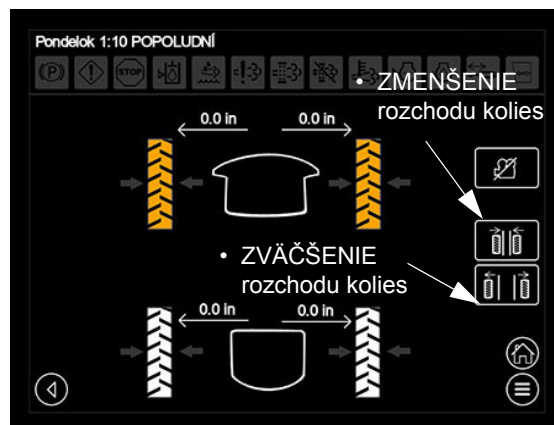 Pondelok 1:10 POPOLUDNÍ
(P)
STOP
• ZMENŠENIE
rozchodu kolies
0.0 in 0.0 in
• ZVÄČŠENIE
rozchodu kolies
0.0 in 0.0 in